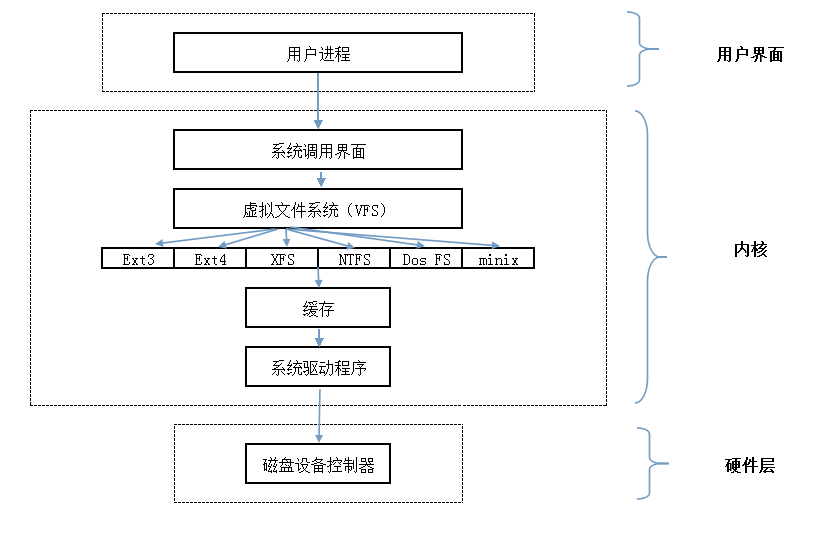 用户进程
用户界面
系统调用界面
虚拟文件系统（VFS）
内核
Ext3 Ext4 XFS NTFS Dos FS minix
缓存
系统驱动程序
磁盘设备控制器
硬件层